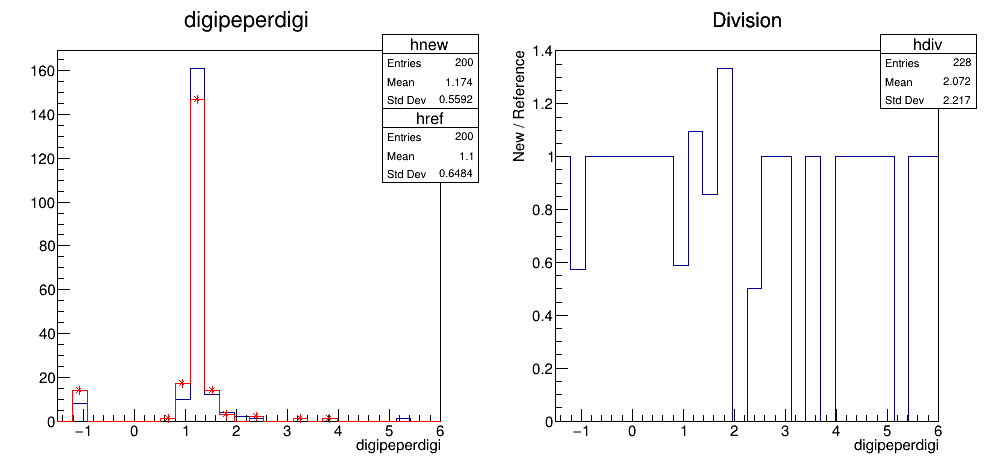 digipeperdigi
hnew
Entries 200
Mean 1.174
Std Dev 0.5592
href
Entries 200
Mean 1.1
Std Dev 0.6484
160
140
120
100
80
60
40
20
0
−1 0 1 2 3 4 5 6
digipeperdigi
Division
hdiv
Entries 228
Mean 2.072
Std Dev 2.217
New / Reference
1.4
1.2
1
0.8
0.6
0.4
0.2
0
−1 0 1 2 3 4 5 6
digipeperdigi